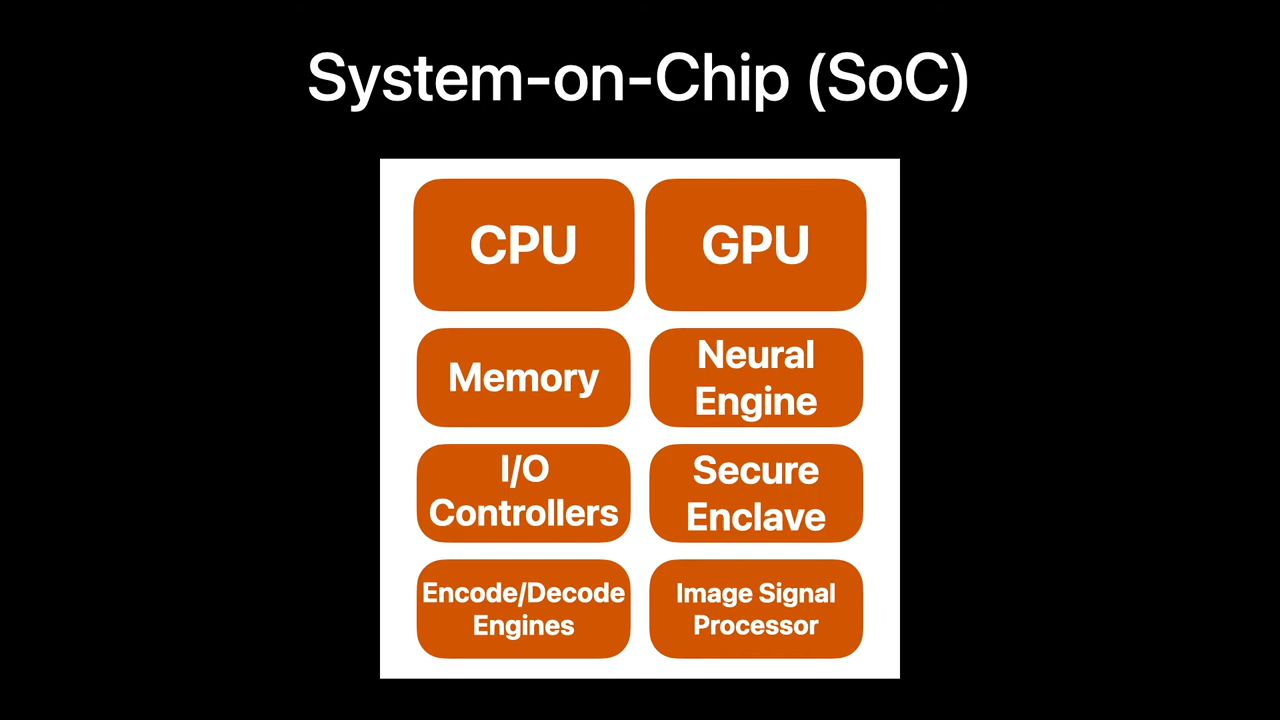 System-on-Chip (SoC)
CPU
GPU
Memory
Neural
Engine
I/O
Controllers
Secure
Enclave
Encode/Decode
Engines
Image Signal
Processor